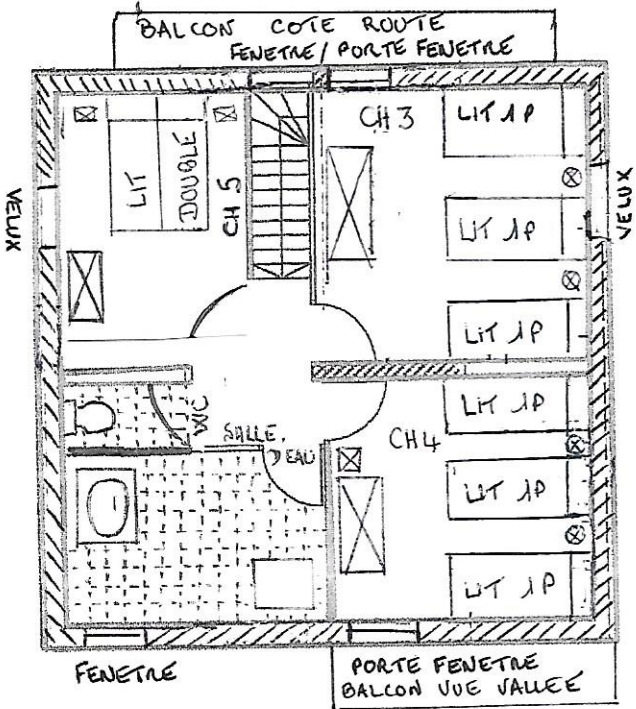 BALCON COTE ROUTE
FENETRE / PORTE FENETRE
CH 3
LIT 1P
LIT
DOUBLE
CH 5
VELUX
VELUX
LIT 1P
LIT 1P
WC
SALLE
D'EAU
CH4
LIT 1P
LIT 1P
LIT 1P
FENETRE
PORTE FENETRE
BALCON VUE VALLEE